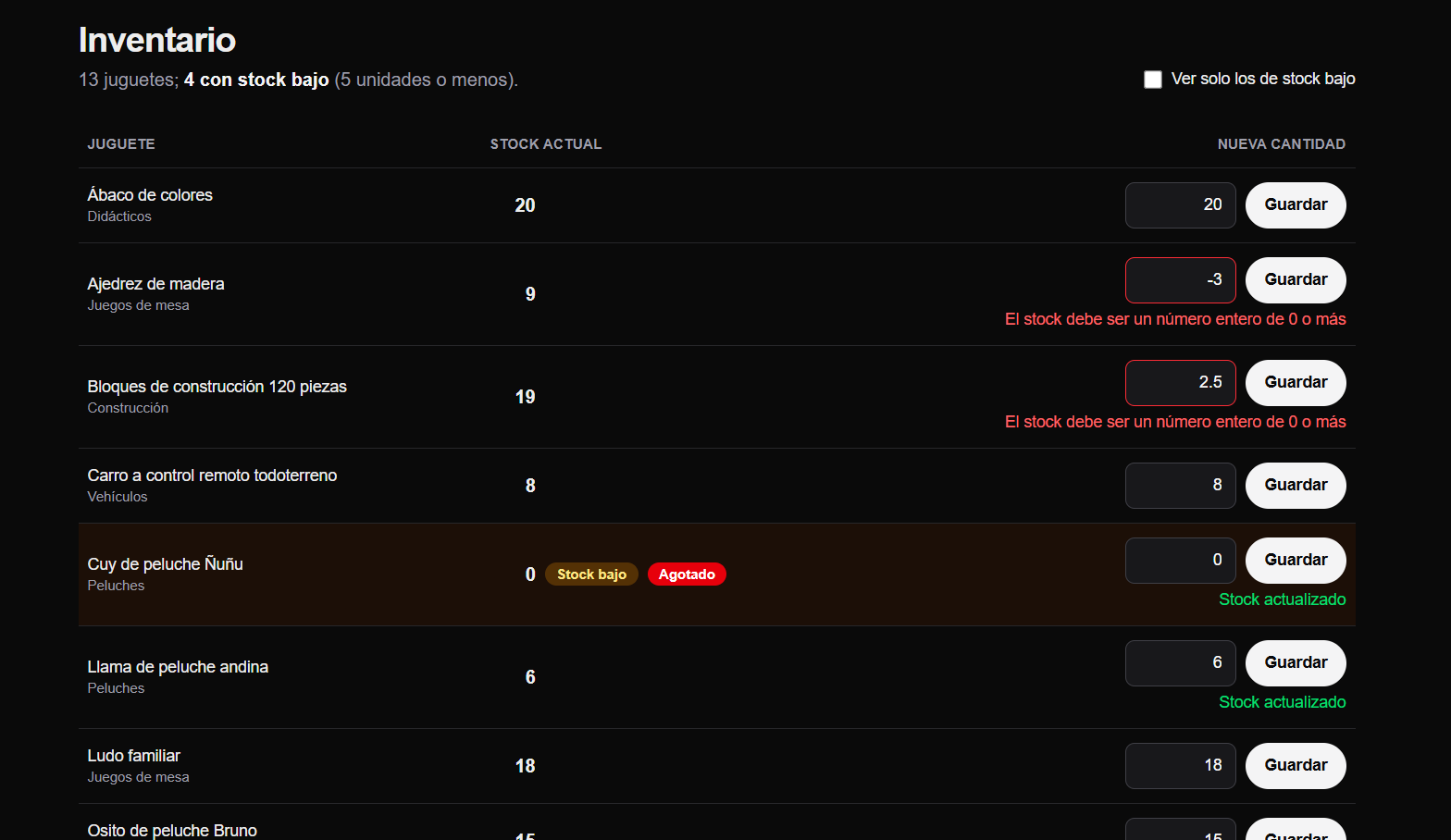 Inventario
13 juguetes; 4 con stock bajo (5 unidades o menos).
Ver solo los de stock bajo
JUGUETE STOCK ACTUAL NUEVA CANTIDAD
Ábaco de colores
Didácticos
20 20 Guardar
Ajedrez de madera
Juegos de mesa
9 -3 Guardar
El stock debe ser un número entero de 0 o más
Bloques de construcción 120 piezas
Construcción
19 2.5 Guardar
El stock debe ser un número entero de 0 o más
Carro a control remoto todoterreno
Vehículos
8 8 Guardar
Cuy de peluche Ñuñu
Peluches
0 Stock bajo Agotado 0 Guardar
Stock actualizado
Llama de peluche andina
Peluches
6 6 Guardar
Stock actualizado
Ludo familiar
Juegos de mesa
18 18 Guardar
Osito de peluche Bruno
15 15 Guardar